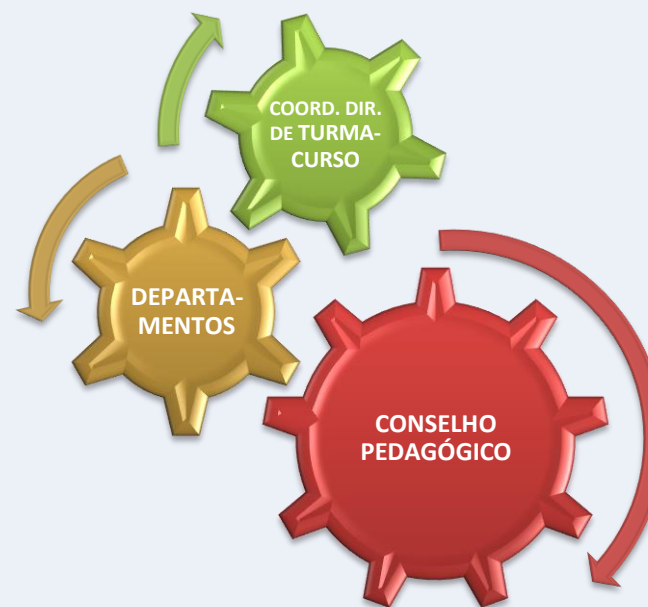 COORD. DIR.
DE TURMA-
CURSO
DEPARTA-
MENTOS
CONSELHO
PEDAGÓGICO